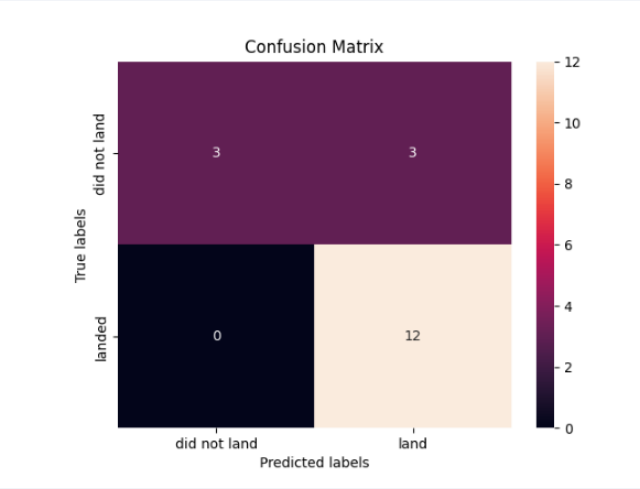 Confusion Matrix
True labels
did not land
3 3
landed
0 12
did not land land
Predicted labels
12
10
8
6
4
2
0